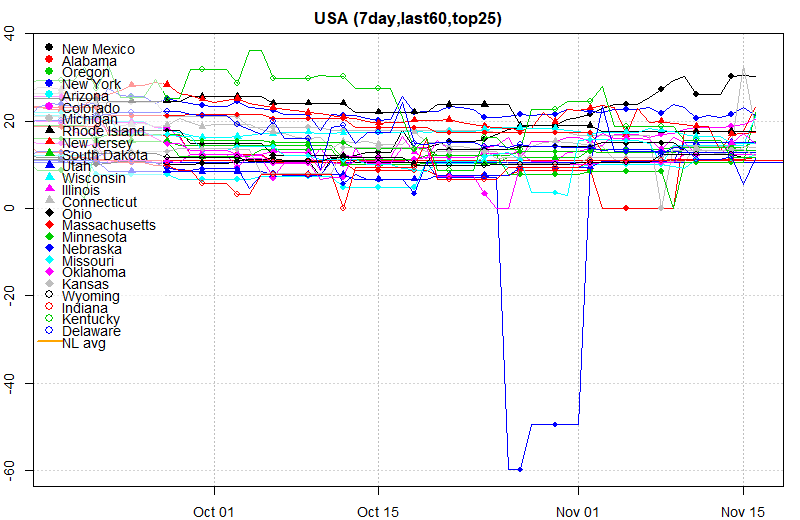 USA (7day,last60,top25)
40
20
0
-20
-40
-60
New Mexico
Alabama
Oregon
New York
Arizona
Colorado
Michigan
Rhode Island
New Jersey
South Dakota
Utah
Wisconsin
Illinois
Connecticut
Ohio
Massachusetts
Minnesota
Nebraska
Missouri
Oklahoma
Kansas
Wyoming
Indiana
Kentucky
Delaware
NL avg
Oct 01
Oct 15
Nov 01
Nov 15